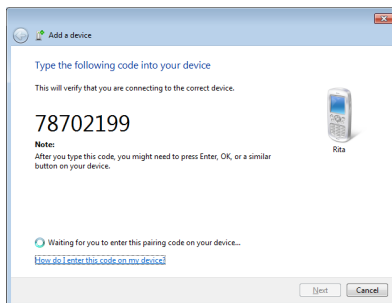 Add a device
Type the following code into your device
This will verify that you are connecting to the correct device.
78702199
Rita
Note:
After you type this code, you might need to press Enter, OK, or a similar
button on your device.
Waiting for you to enter this pairing code on your device...
How do I enter this code on my device?
Next Cancel